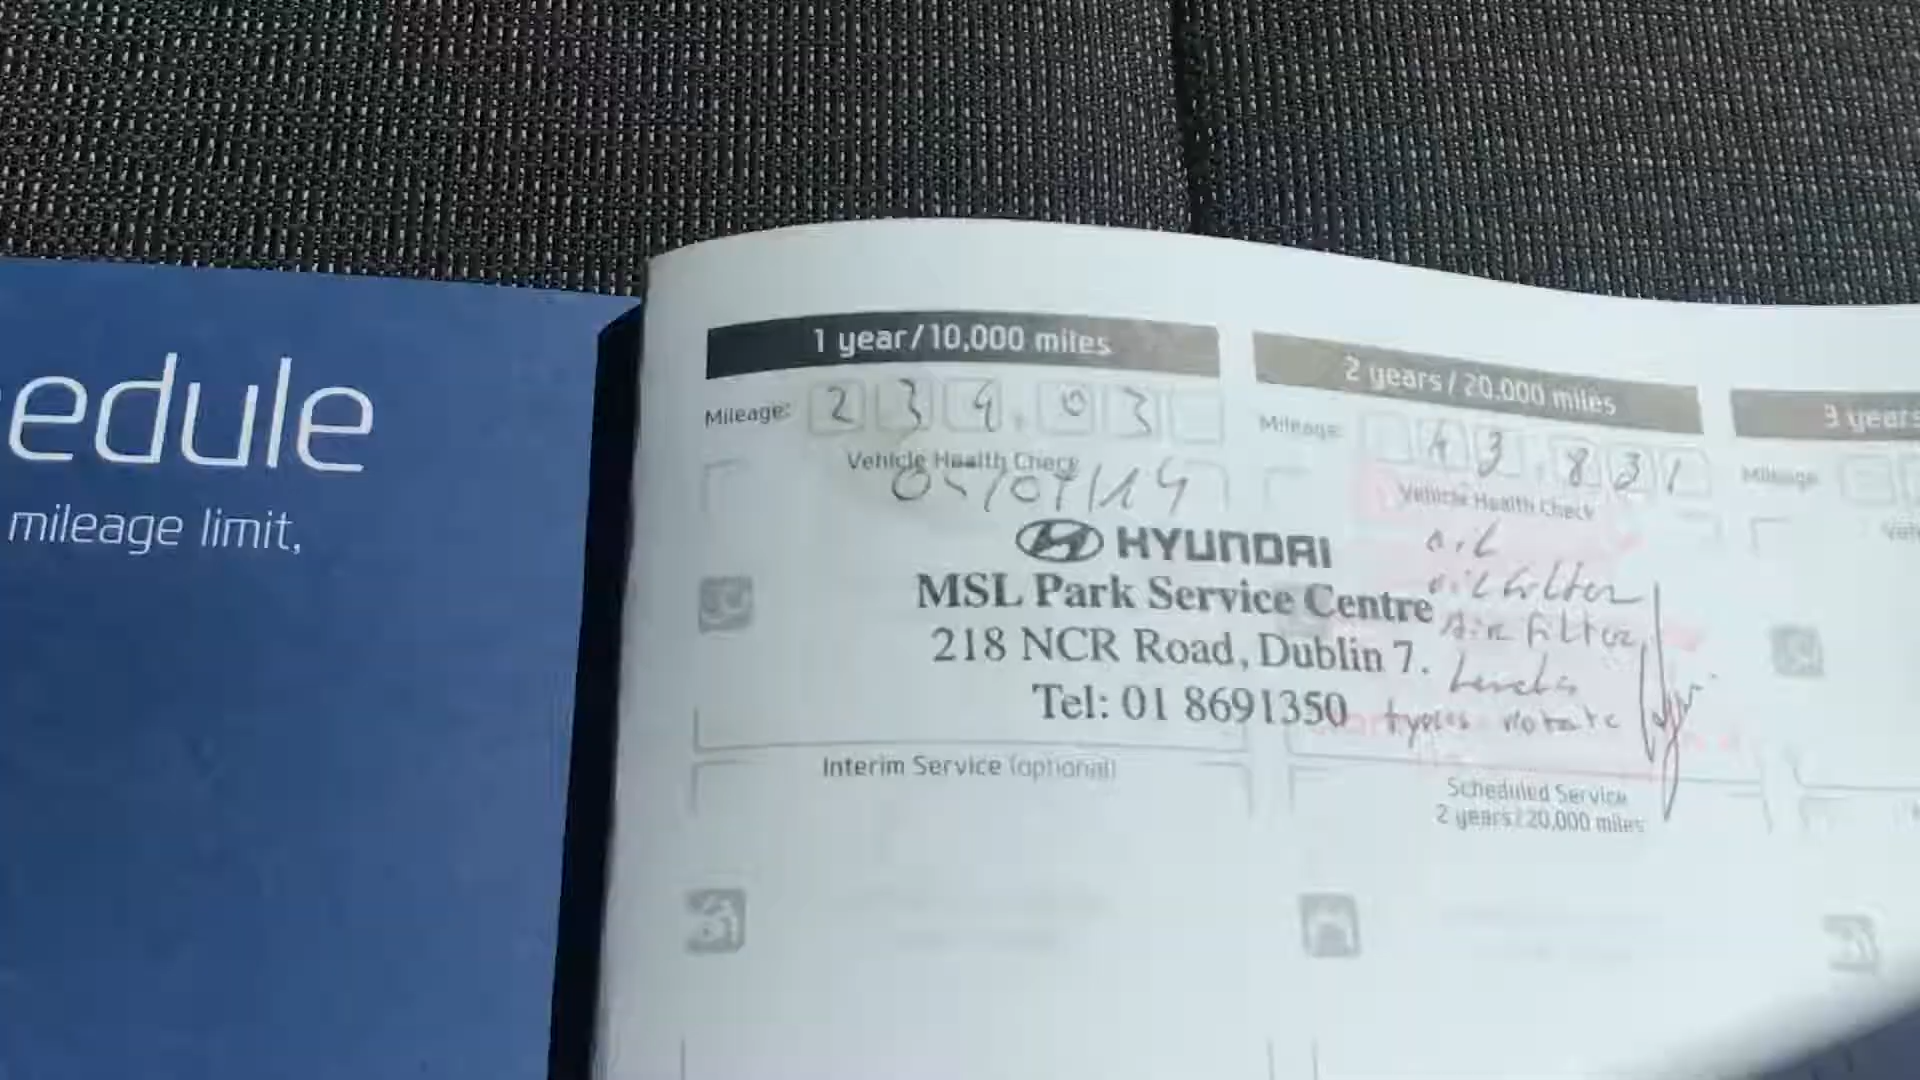 edule
mileage limit,
1 year/10,000 miles
Mileage: 2 3 4 . 0 3
Vehicle Health Check
HYUNDAI
MSL Park Service Centre
218 NCR Road, Dublin 7.
Tel: 01 8691350
Interim Service (optional)
2 years / 20,000 miles
Mileage: 4 3 . 8 3 1
Vehicle Health Check
oil
oil filter
Air Filter
tyres rotate
Scheduled Service
2 years/20,000 miles
3 years
Mileage